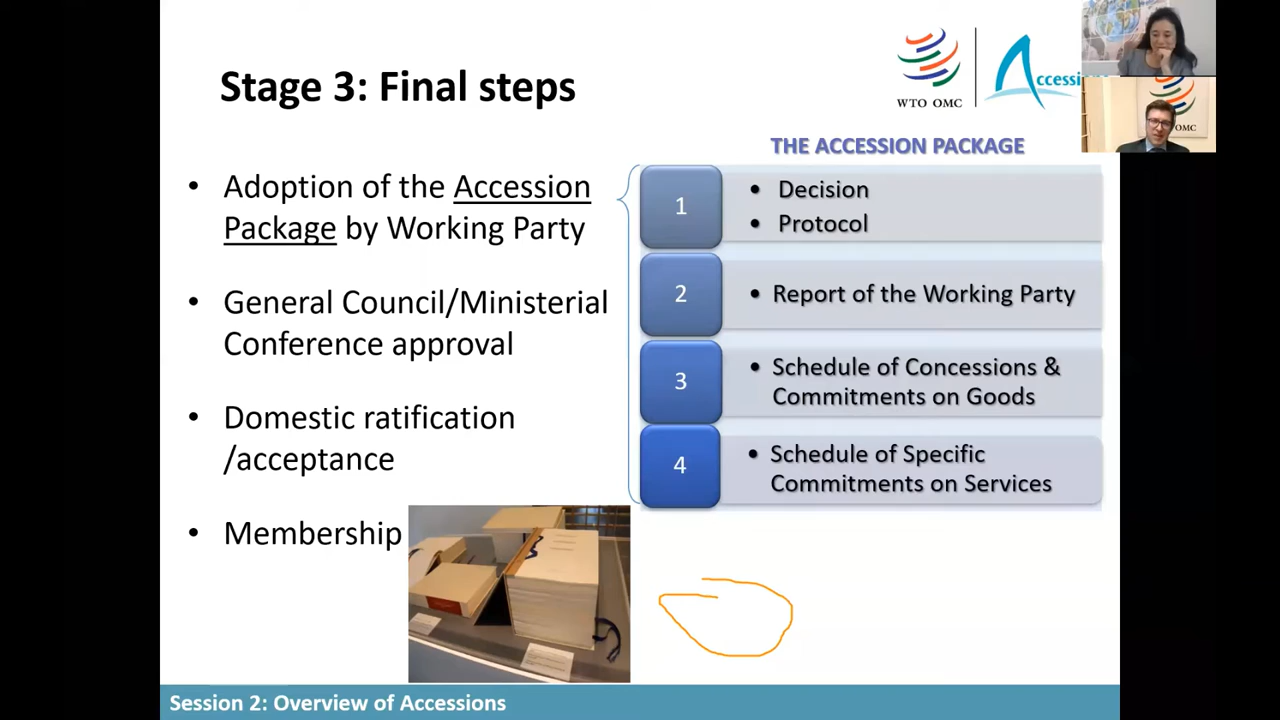 Stage 3: Final steps
WTO OMC
Accessi
OMC
THE ACCESSION PACKAGE
• Adoption of the Accession
Package by Working Party
• General Council/Ministerial
Conference approval
• Domestic ratification
/acceptance
• Membership
1
• Decision
• Protocol
2
• Report of the Working Party
3
• Schedule of Concessions &
Commitments on Goods
4
• Schedule of Specific
Commitments on Services
Session 2: Overview of Accessions